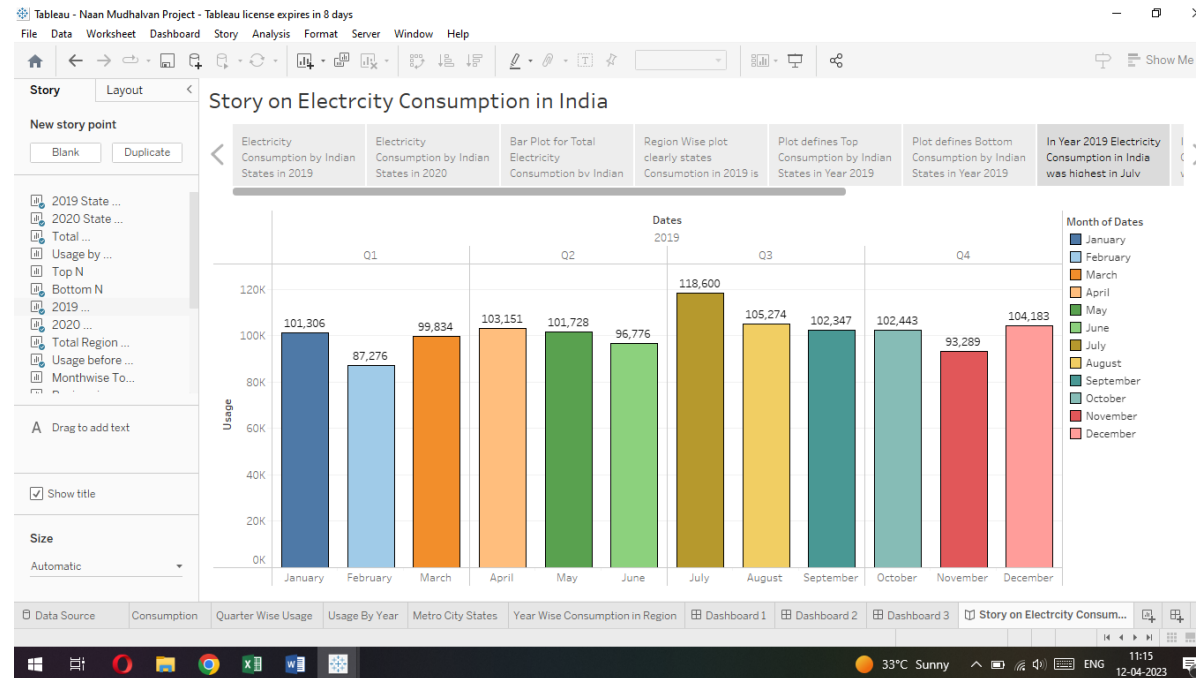 Tableau - Naan Mudhalvan Project - Tableau license expires in 8 days
File Data Worksheet Dashboard Story Analysis Format Server Window Help
Show Me
Story Layout
New story point
Blank Duplicate
2019 State ...
2020 State ...
Total ...
Usage by ...
Top N
Bottom N
2019 ...
2020 ...
Total Region ...
Usage before ...
Monthwise To...
A Drag to add text
Show title
Size
Automatic
Story on Electrcity Consumption in India
Electricity
Consumption by Indian
States in 2019
Electricity
Consumption by Indian
States in 2020
Bar Plot for Total
Electricity
Consumption by Indian
Region Wise plot
clearly states
Consumption in 2019 is
Plot defines Top
Consumption by Indian
States in Year 2019
Plot defines Bottom
Consumption by Indian
States in Year 2019
In Year 2019 Electricity
Consumption in India
was highest in July
Dates
2019
Q1 Q2 Q3 Q4
Usage
120K
100K
80K
60K
40K
20K
0K
101,306
87,276
99,834
103,151
101,728
96,776
118,600
105,274
102,347
102,443
93,289
104,183
January February March April May June July August September October November December
Month of Dates
January
February
March
April
May
June
July
August
September
October
November
December
Data Source Consumption Quarter Wise Usage Usage By Year Metro City States Year Wise Consumption in Region Dashboard 1 Dashboard 2 Dashboard 3 Story on Electrcity Consum...
33°C Sunny ENG 11:15
12-04-2023